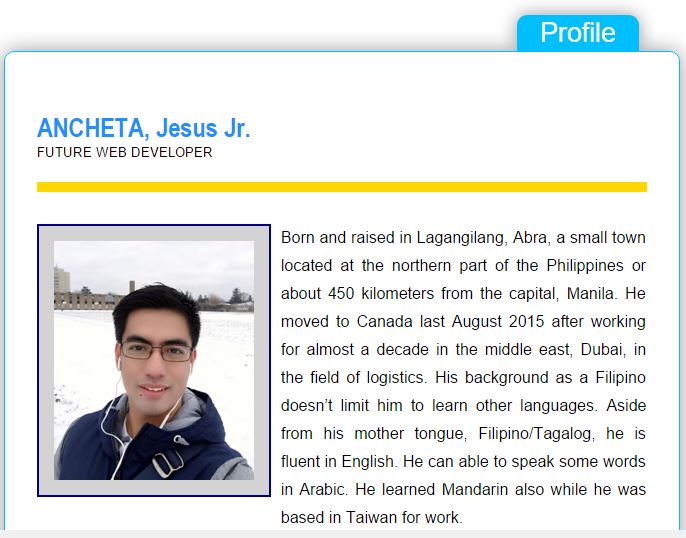 Profile
ANCHETA, Jesus Jr.
FUTURE WEB DEVELOPER
Born and raised in Lagangilang, Abra, a small town
located at the northern part of the Philippines or
about 450 kilometers from the capital, Manila. He
moved to Canada last August 2015 after working
for almost a decade in the middle east, Dubai, in
the field of logistics. His background as a Filipino
doesn’t limit him to learn other languages. Aside
from his mother tongue, Filipino/Tagalog, he is
fluent in English. He can able to speak some words
in Arabic. He learned Mandarin also while he was
based in Taiwan for work.